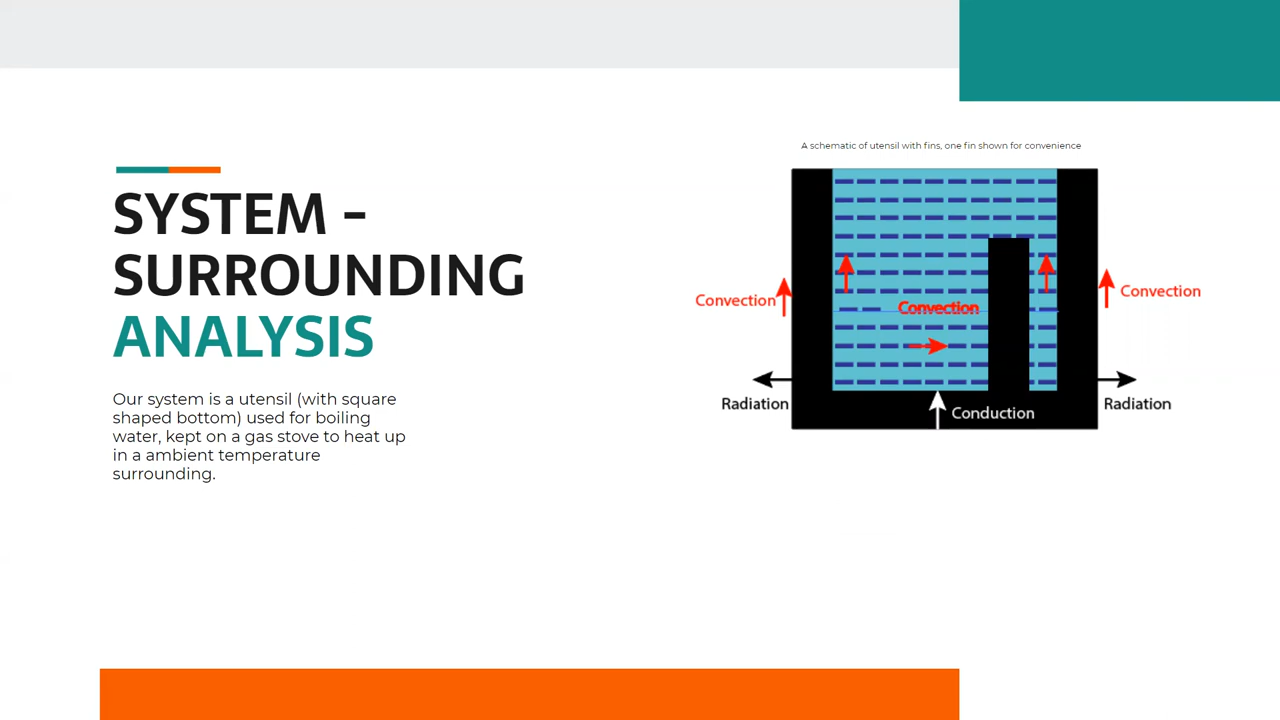 SYSTEM -
SURROUNDING
ANALYSIS
Our system is a utensil (with square
shaped bottom) used for boiling
water, kept on a gas stove to heat up
in a ambient temperature
surrounding.
A schematic of utensil with fins, one fin shown for convenience
Convection
Convection
Convection
Radiation
Conduction
Radiation